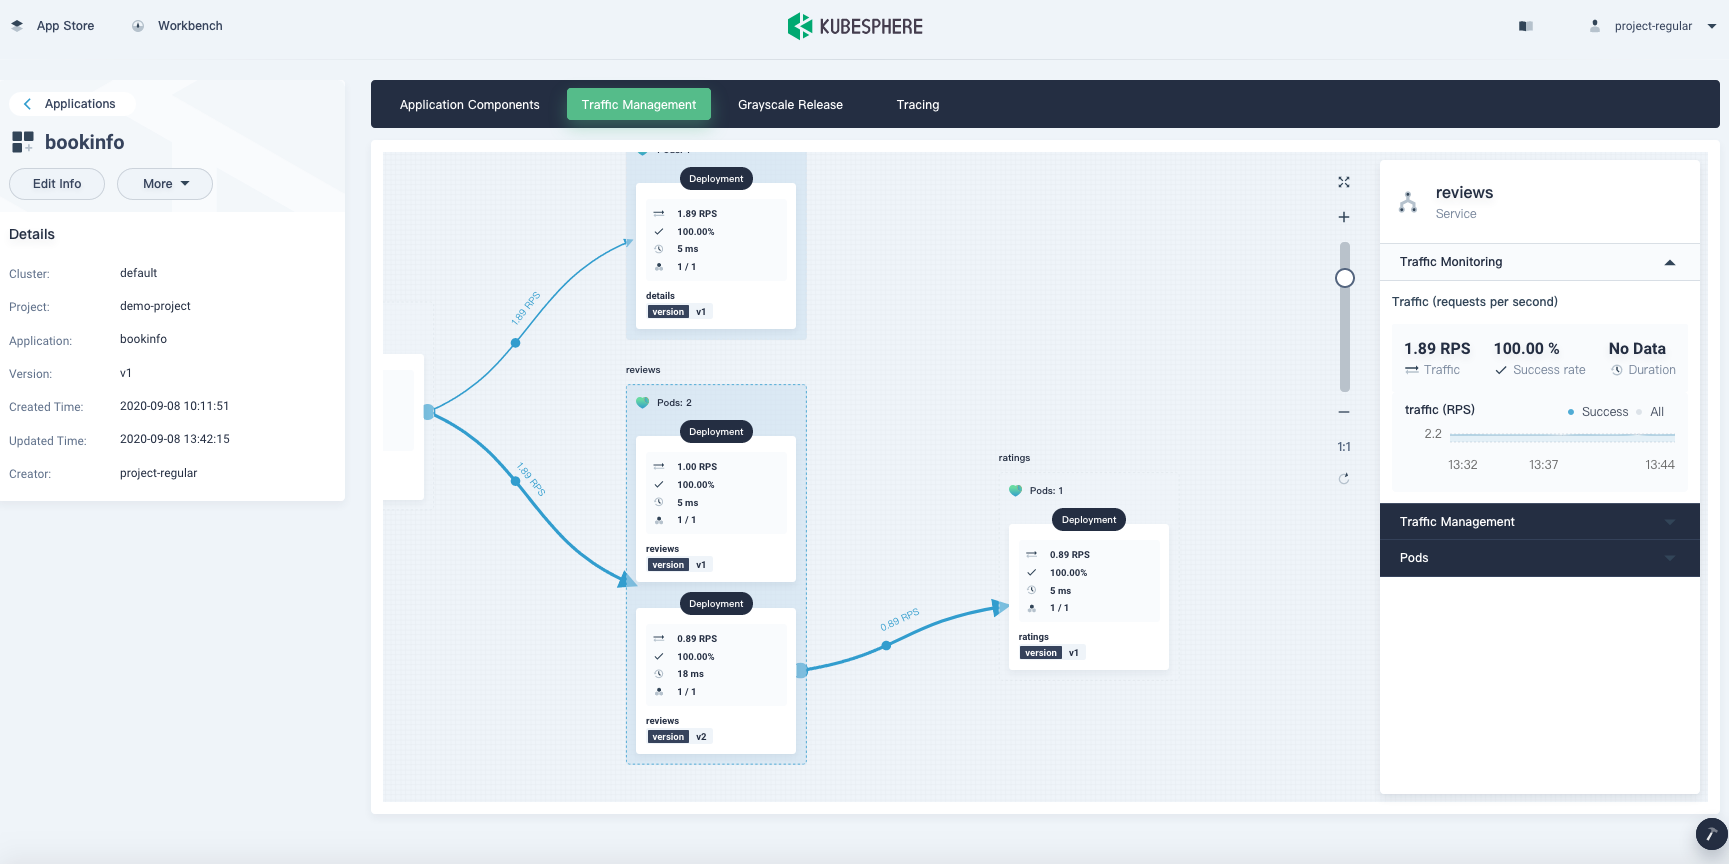 App Store
Workbench
KUBESPHERE
project-regular
Applications
bookinfo
Edit Info
More
Details
Cluster: default
Project: demo-project
Application: bookinfo
Version: v1
Created Time: 2020-09-08 10:11:51
Updated Time: 2020-09-08 13:42:15
Creator: project-regular
Application Components
Traffic Management
Grayscale Release
Tracing
Deployment
1.89 RPS
100.00%
5 ms
1 / 1
details
version v1
1.89 RPS
1.89 RPS
reviews
Pods: 2
Deployment
1.00 RPS
100.00%
5 ms
1 / 1
reviews
version v1
Deployment
0.89 RPS
100.00%
18 ms
1 / 1
reviews
version v2
0.89 RPS
ratings
Pods: 1
Deployment
0.89 RPS
100.00%
5 ms
1 / 1
ratings
version v1
1:1
reviews
Service
Traffic Monitoring
Traffic (requests per second)
1.89 RPS 100.00 % No Data
Traffic Success rate Duration
traffic (RPS) Success All
2.2
13:32 13:37 13:44
Traffic Management
Pods